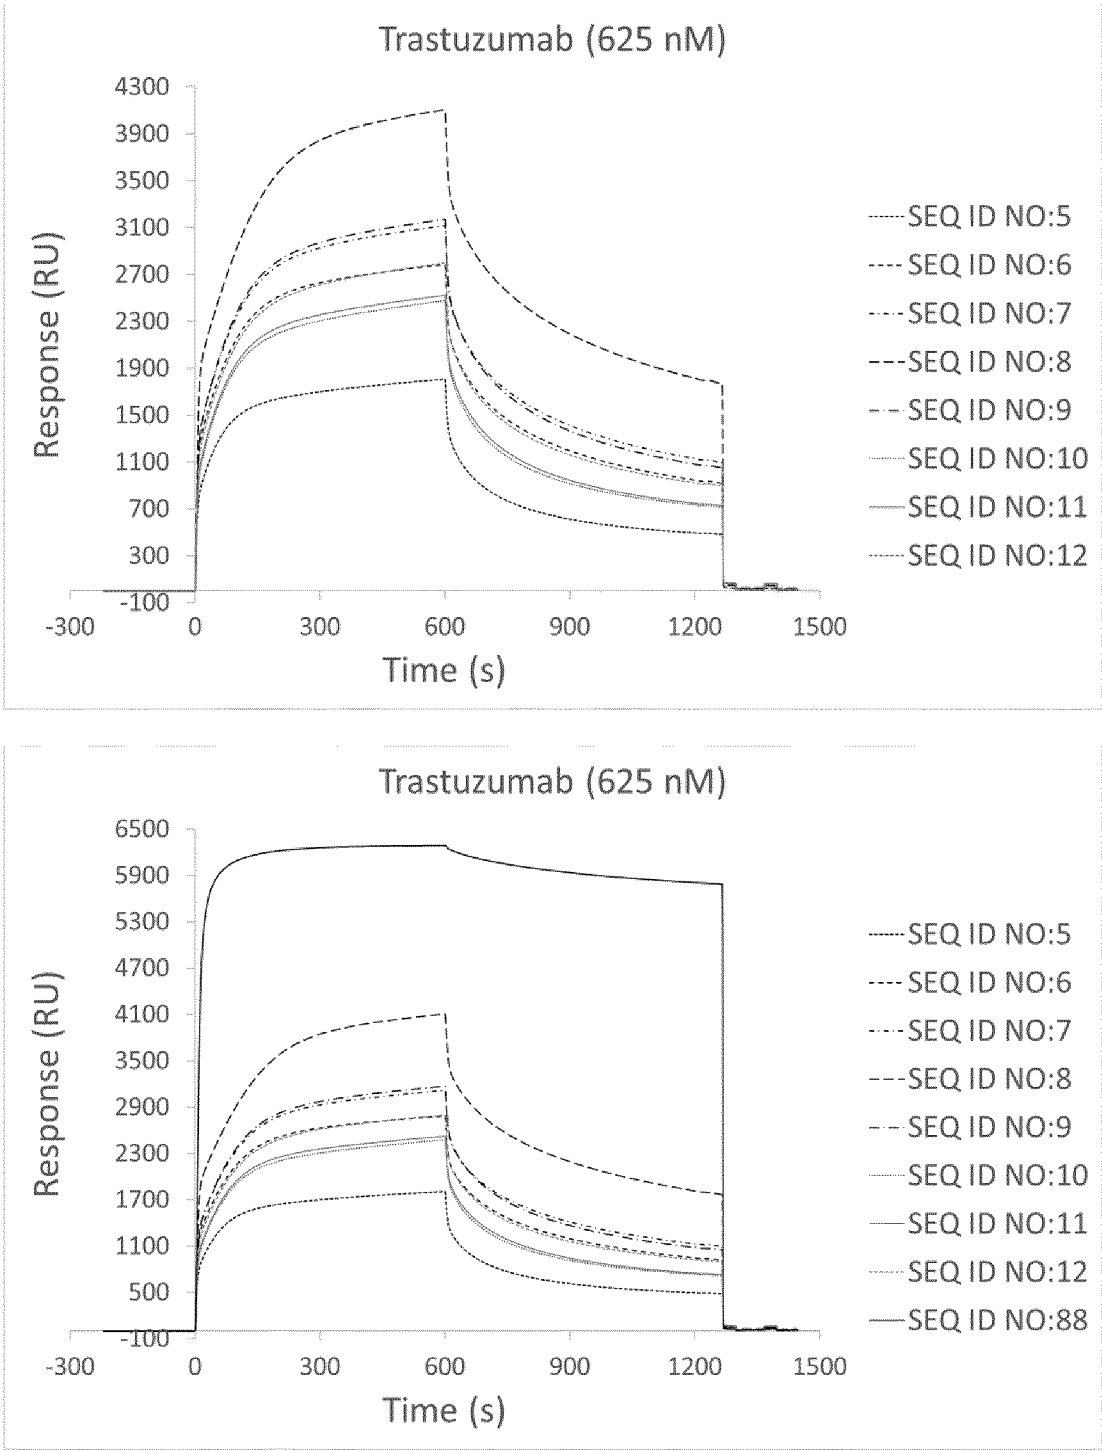 Trastuzumab (625 nM)
4300
3900
3500
3100
2700
2300
1900
1500
1100
700
300
-100
Response (RU)
-300 0 300 600 900 1200 1500
Time (s)
SEQ ID NO:5
SEQ ID NO:6
SEQ ID NO:7
SEQ ID NO:8
SEQ ID NO:9
SEQ ID NO:10
SEQ ID NO:11
SEQ ID NO:12
Trastuzumab (625 nM)
6500
5900
5300
4700
4100
3500
2900
2300
1700
1100
500
-100
Response (RU)
-300 0 300 600 900 1200 1500
Time (s)
SEQ ID NO:5
SEQ ID NO:6
SEQ ID NO:7
SEQ ID NO:8
SEQ ID NO:9
SEQ ID NO:10
SEQ ID NO:11
SEQ ID NO:12
SEQ ID NO:88